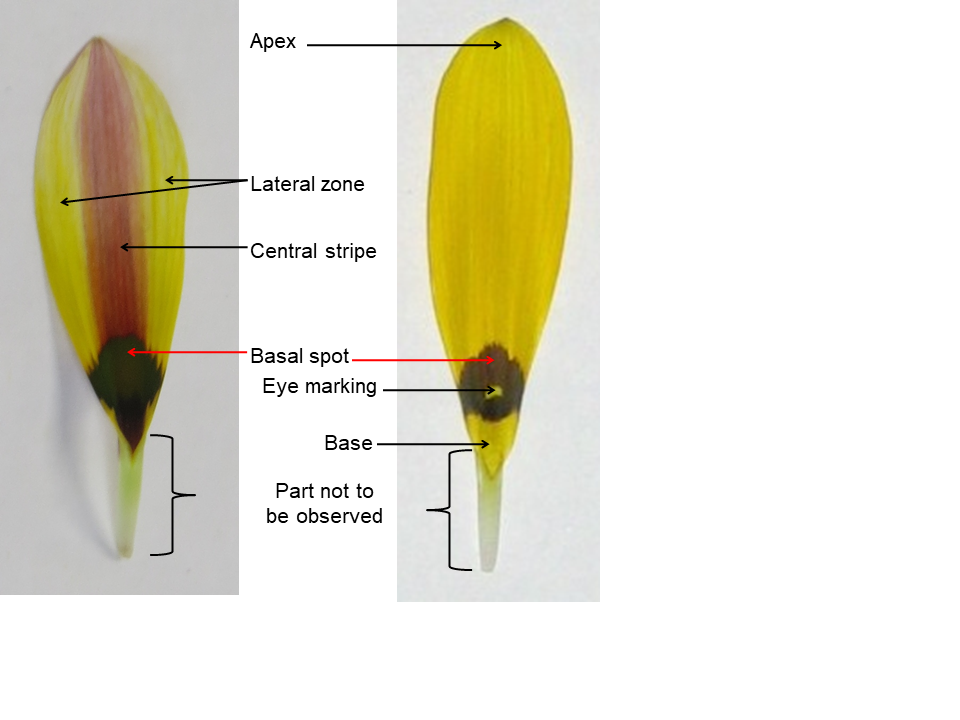 Apex
Lateral zone
Central stripe
Basal spot
Eye marking
Base
Part not to
be observed